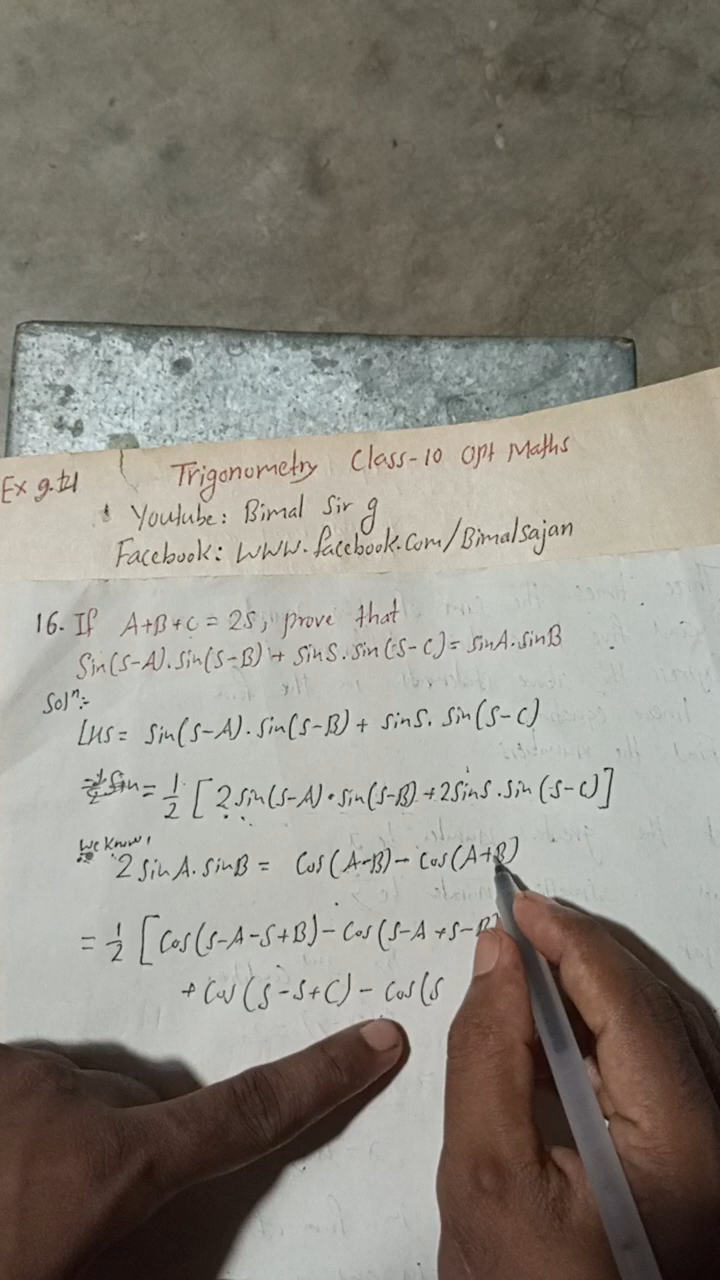 Ex 9.
Trigonometry Class-10 Opt Maths
Youtube: Bimal Sir g
Facebook: WWW.facebook.Com/Bimalsajan
16. If A+B+C = 2S, prove that
Sin(S-A).sin(S-B) + sinS.sin(S-C) = sinA.sinB
Solⁿ:-
LHS = sin(S-A).sin(S-B) + sinS. sin(S-C)
= 1/2 [2 sin(S-A).sin(S-B) + 2SinS.sin(S-C)]
We Know,
2 sinA.sinB = Cos(A-B) - Cos(A+B)
= 1/2 [Cos(S-A-S+B) - Cos(S-A+S-B)
+ Cos(S-S+C) - Cos(S